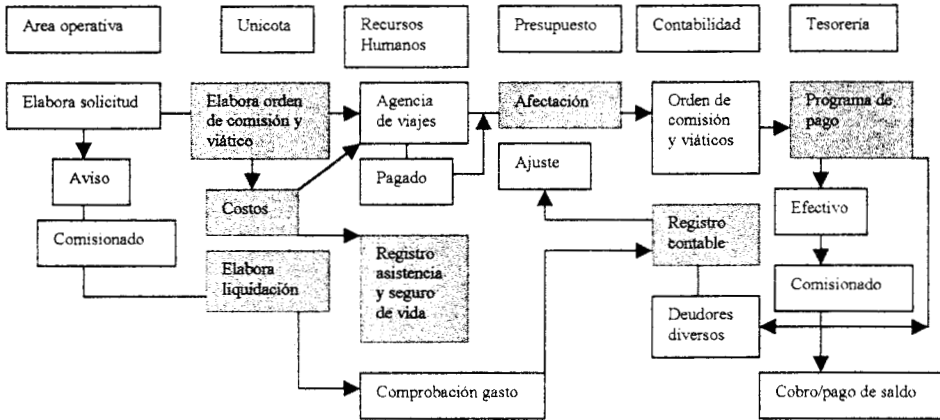 Area operativa
Unicota
Recursos
Humanos
Presupuesto
Contabilidad
Tesorería
Elabora solicitud
Elabora orden
de comisión y
viático
Agencia
de viajes
Afectación
Orden de
comisión
y viáticos
Programa de
pago
Aviso
Pagado
Ajuste
Costos
Efectivo
Comisionado
Registro
contable
Elabora
liquidación
Registro
asistencia
y seguro
de vida
Comisionado
Deudores
diversos
Comprobación gasto
Cobro/pago de saldo